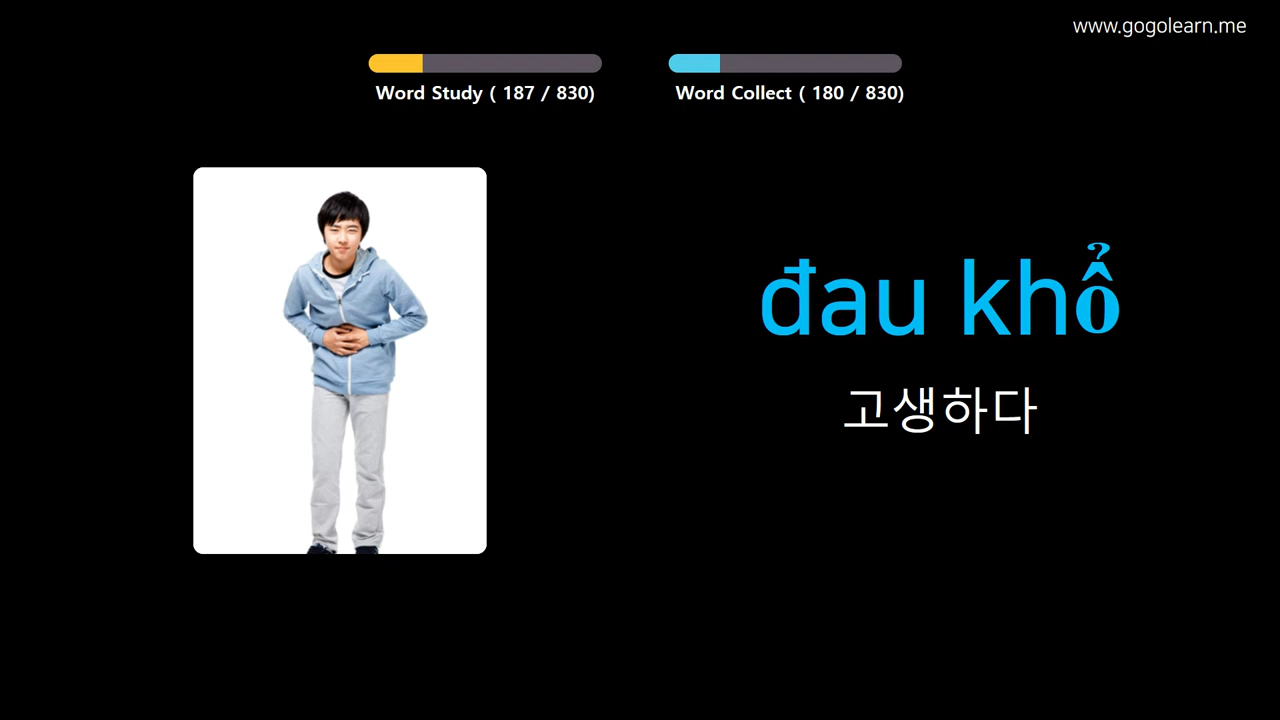 www.gogolearn.me
Word Study ( 187 / 830)
Word Collect ( 180 / 830)
đau khổ
고생하다